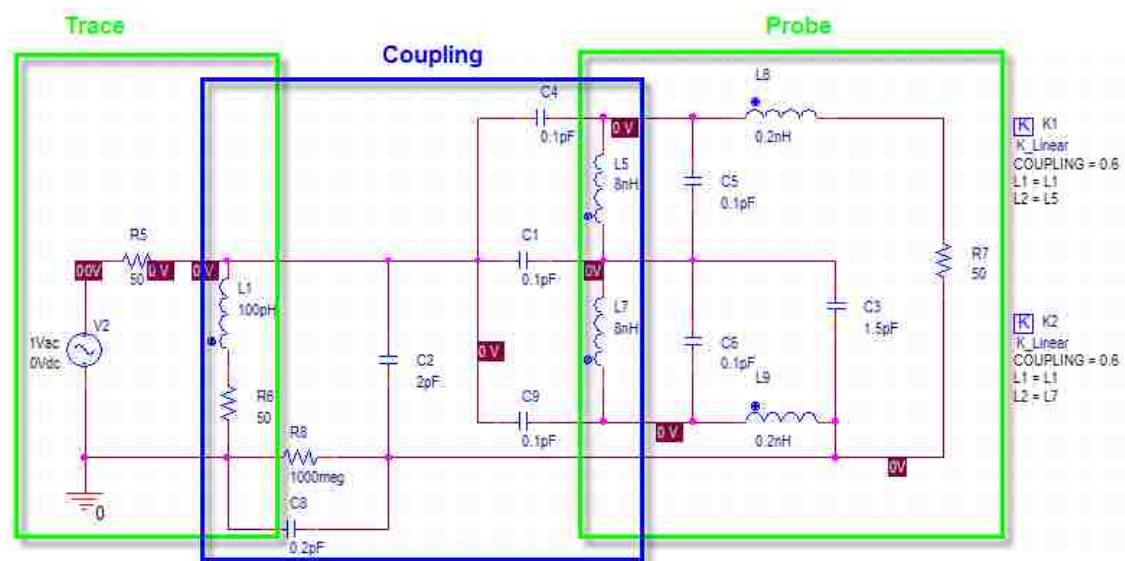 Trace
Coupling
Probe
C4
0.1pF
0 V
L8
0.2nH
K K1
K_Linear
COUPLING = 0.6
L1 = L1
L2 = L5
L5
8nH
C5
0.1pF
R5
50
00V
0 V
0 V
C1
0.1pF
0V
R7
50
L1
100pH
V2
1Vac
0Vdc
L7
8nH
C3
1.5pF
K K2
K_Linear
COUPLING = 0.6
L1 = L1
L2 = L7
0 V
C2
2pF
C6
0.1pF
L9
0.2nH
R6
50
C9
0.1pF
0 V
R8
1000meg
0V
0
C8
0.2pF